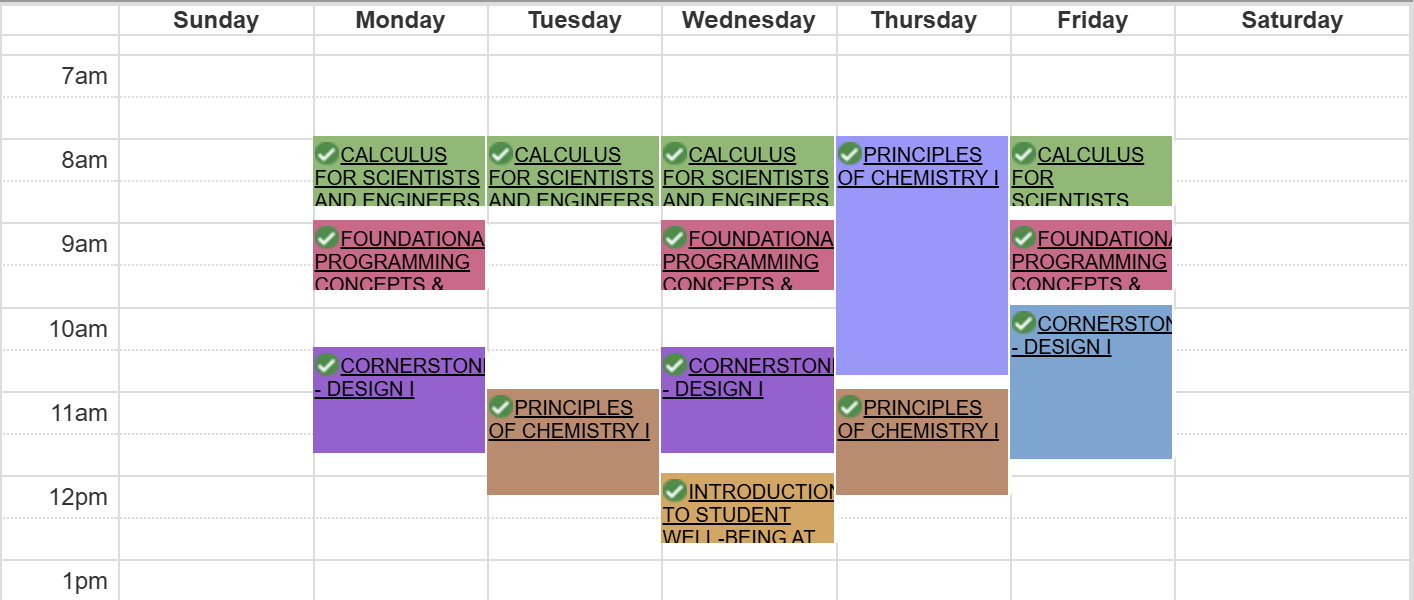 Sunday Monday Tuesday Wednesday Thursday Friday Saturday
7am
8am
CALCULUS
FOR SCIENTISTS
AND ENGINEERS
CALCULUS
FOR SCIENTISTS
AND ENGINEERS
CALCULUS
FOR SCIENTISTS
AND ENGINEERS
PRINCIPLES
OF CHEMISTRY I
CALCULUS
FOR
SCIENTISTS
9am
FOUNDATIONA
PROGRAMMING
CONCEPTS &
FOUNDATIONA
PROGRAMMING
CONCEPTS &
FOUNDATIONA
PROGRAMMING
CONCEPTS &
10am
CORNERSTON
- DESIGN I
CORNERSTON
- DESIGN I
CORNERSTON
- DESIGN I
11am
PRINCIPLES
OF CHEMISTRY I
PRINCIPLES
OF CHEMISTRY I
12pm
INTRODUCTION
TO STUDENT
WELL-BEING AT
1pm